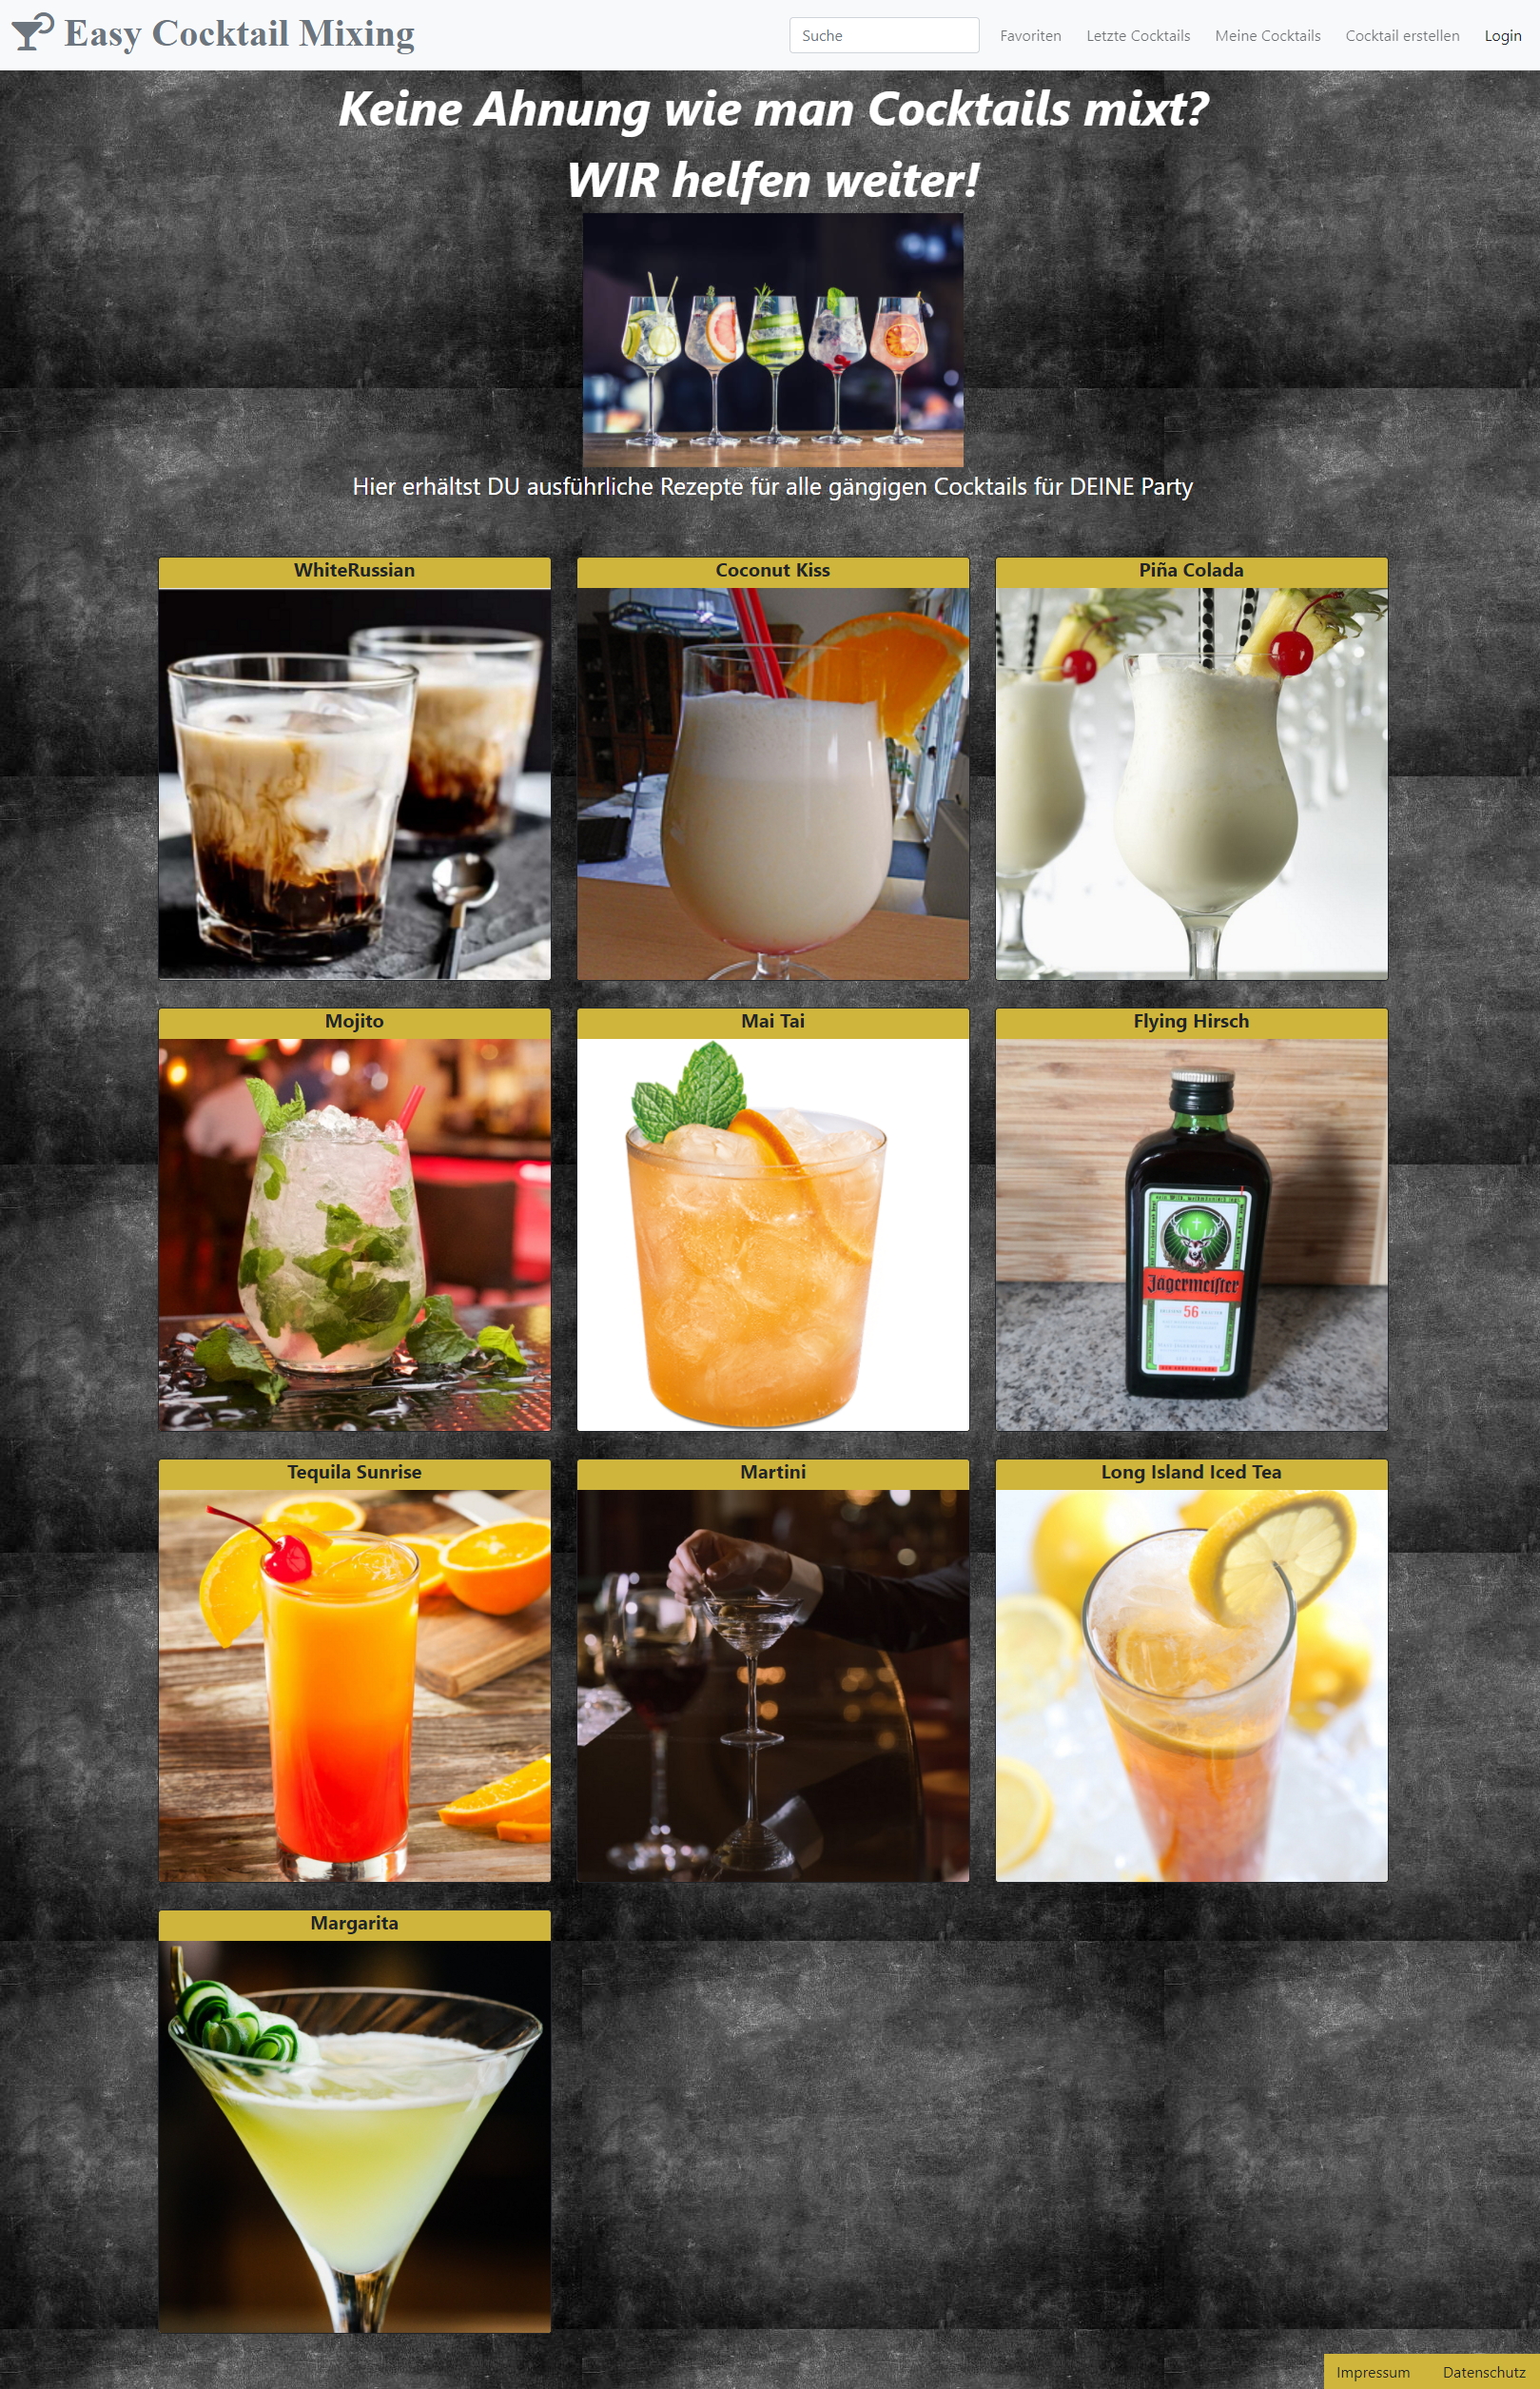 Easy Cocktail Mixing
Suche
Favoriten
Letzte Cocktails
Meine Cocktails
Cocktail erstellen
Login
Keine Ahnung wie man Cocktails mixt?
WIR helfen weiter!
Hier erhältst DU ausführliche Rezepte für alle gängigen Cocktails für DEINE Party
WhiteRussian
Coconut Kiss
Piña Colada
Mojito
Mai Tai
Flying Hirsch
Jägermeister
56
Tequila Sunrise
Martini
Long Island Iced Tea
Margarita
Impressum
Datenschutz